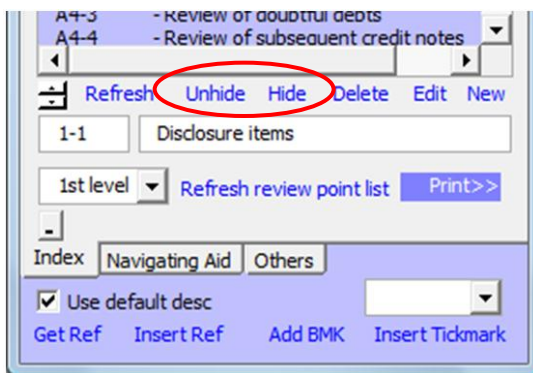 A4-3 - Review of doubtful debts
A4-4 - Review of subsequent credit notes
Refresh Unhide Hide Delete Edit New
1-1 Disclosure items
1st level Refresh review point list Print>>
-
Index Navigating Aid Others
Use default desc
Get Ref Insert Ref Add BMK Insert Tickmark